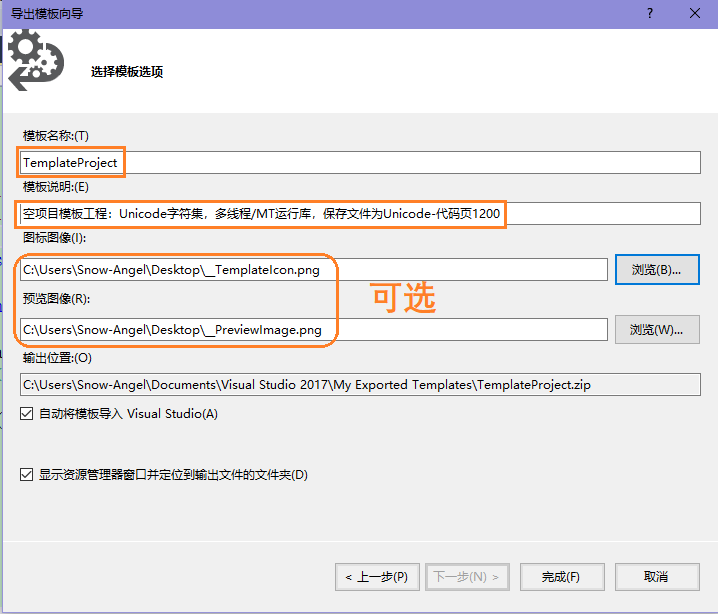 导出模板向导
?
选择模板选项
模板名称:(T)
TemplateProject
模板说明:(E)
空项目模板工程：Unicode字符集，多线程/MT运行库，保存文件为Unicode-代码页1200
图标图像(I):
C:\Users\Snow-Angel\Desktop\__TemplateIcon.png
浏览(B)...
预览图像(R):
可选
C:\Users\Snow-Angel\Desktop\__PreviewImage.png
浏览(W)...
输出位置:(O)
C:\Users\Snow-Angel\Documents\Visual Studio 2017\My Exported Templates\TemplateProject.zip
自动将模板导入 Visual Studio(A)
显示资源管理器窗口并定位到输出文件的文件夹(D)
< 上一步(P) 下一步(N) > 完成(F) 取消